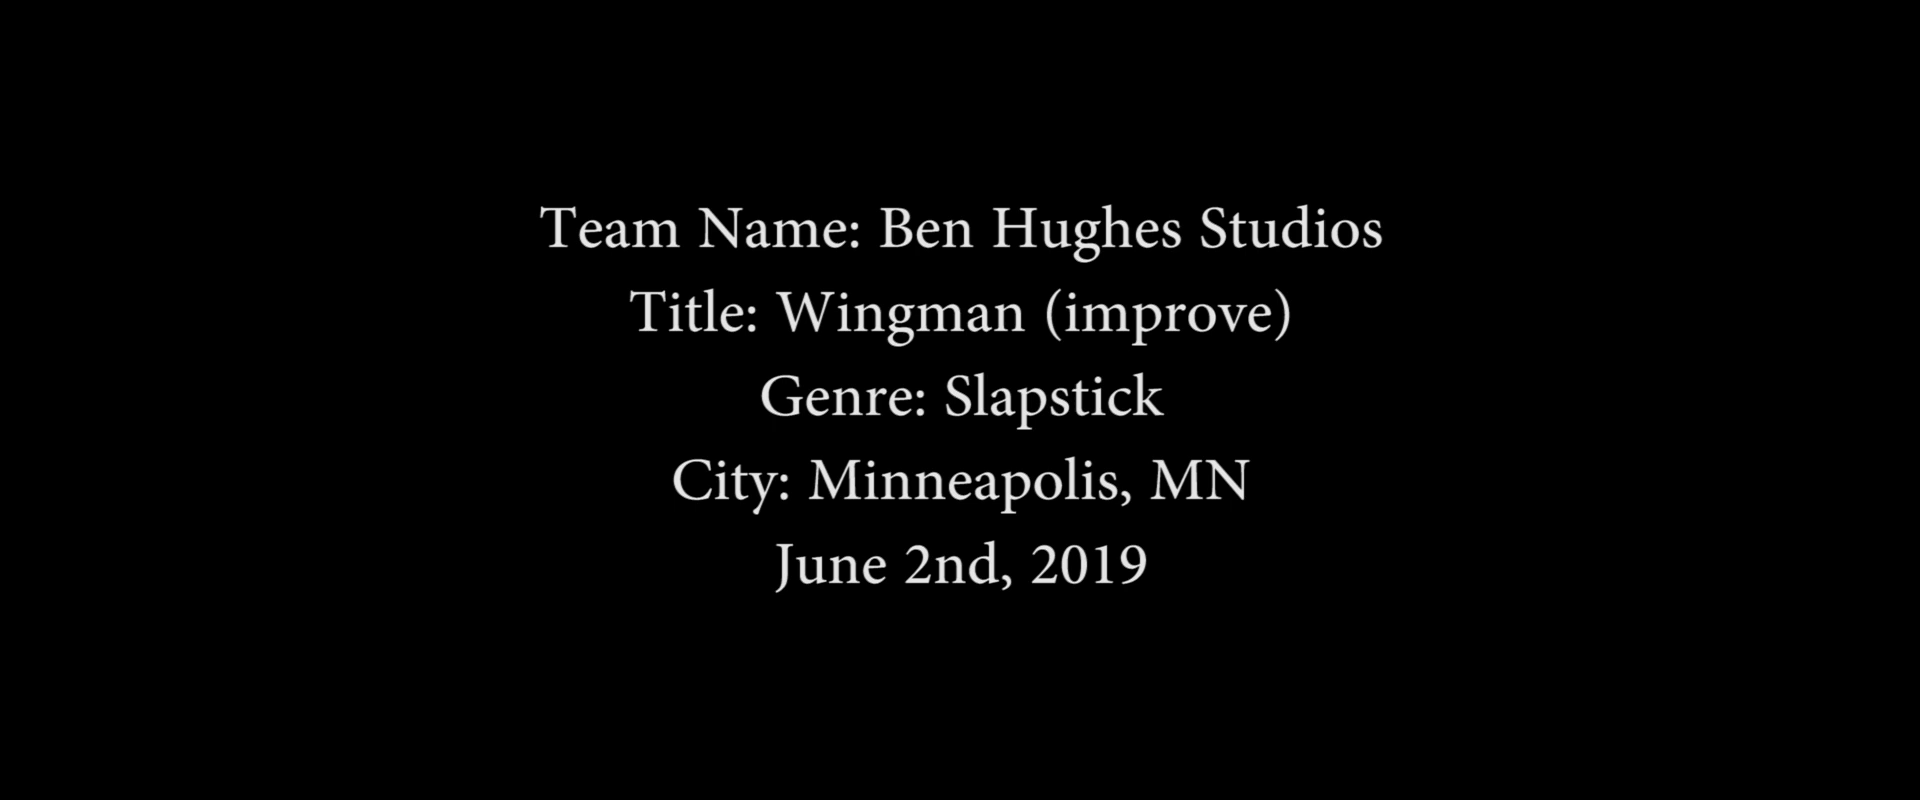 Team Name: Ben Hughes Studios
Title: Wingman (improve)
Genre: Slapstick
City: Minneapolis, MN
June 2nd, 2019